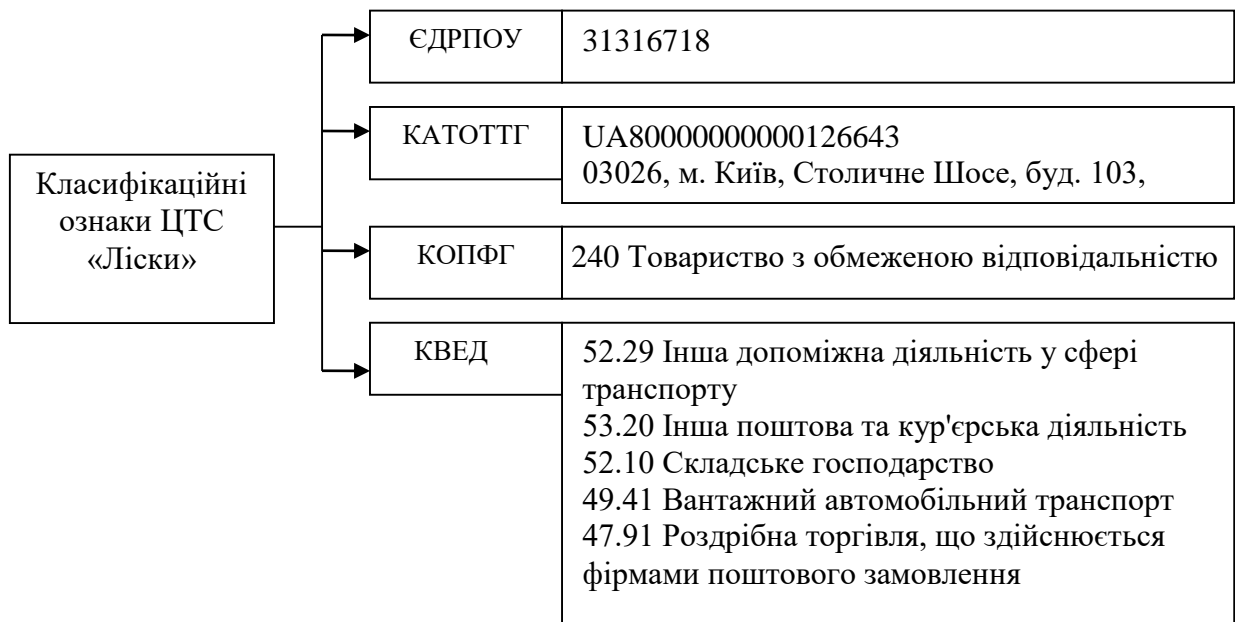 ЄДРПОУ
31316718
КАТОТТГ
UA80000000000126643
03026, м. Київ, Столичне Шосе, буд. 103,
Класифікаційні
ознаки ЦТС
«Ліски»
КОПФГ
240 Товариство з обмеженою відповідальністю
КВЕД
52.29 Інша допоміжна діяльність у сфері
транспорту
53.20 Інша поштова та кур'єрська діяльність
52.10 Складське господарство
49.41 Вантажний автомобільний транспорт
47.91 Роздрібна торгівля, що здійснюється
фірмами поштового замовлення